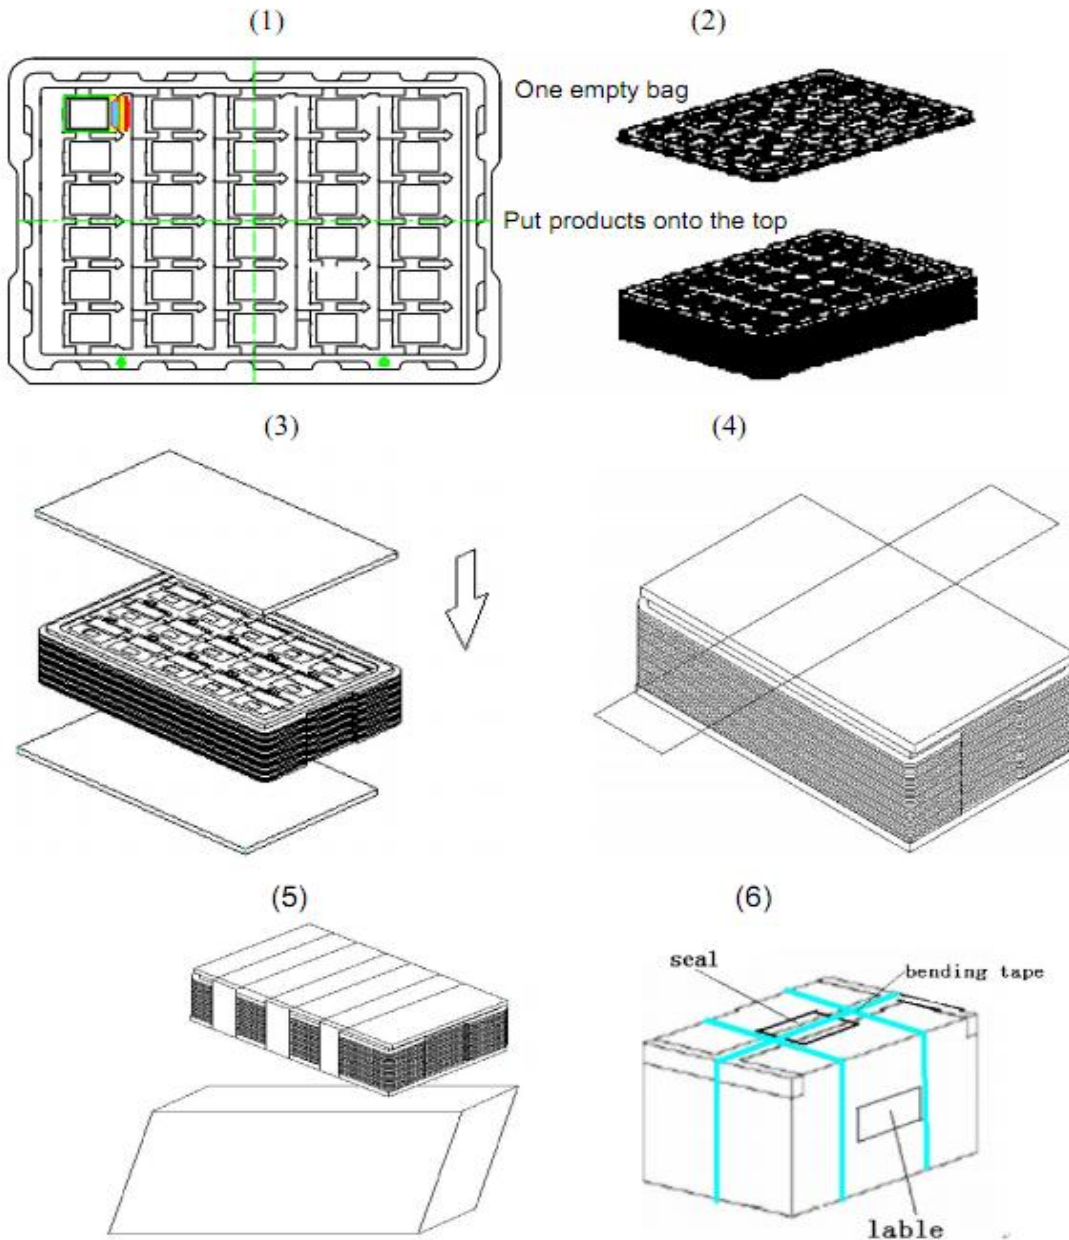 (1)
(2)
One empty bag
Put products onto the top
(3)
(4)
(5)
(6)
seal
bending tape
lable